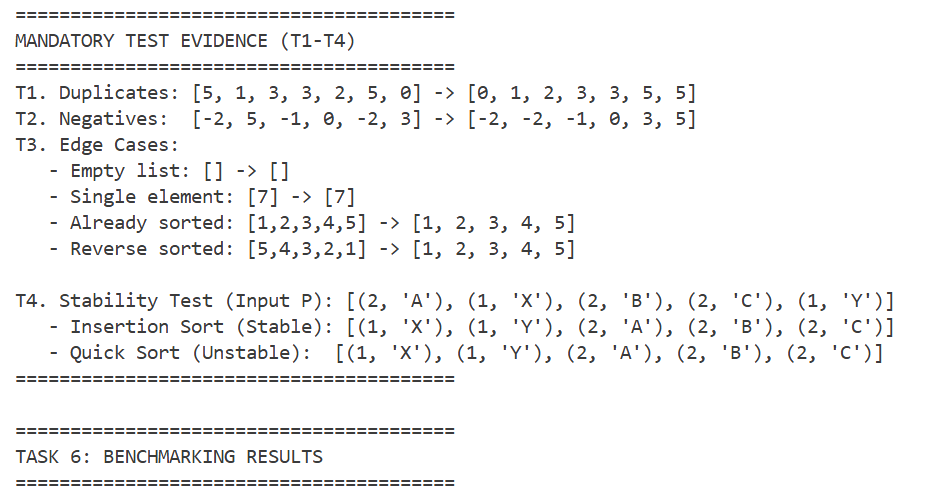 ========================================
MANDATORY TEST EVIDENCE (T1-T4)
========================================
T1. Duplicates: [5, 1, 3, 3, 2, 5, 0] -> [0, 1, 2, 3, 3, 5, 5]
T2. Negatives:  [-2, 5, -1, 0, -2, 3] -> [-2, -2, -1, 0, 3, 5]
T3. Edge Cases:
   - Empty list: [] -> []
   - Single element: [7] -> [7]
   - Already sorted: [1,2,3,4,5] -> [1, 2, 3, 4, 5]
   - Reverse sorted: [5,4,3,2,1] -> [1, 2, 3, 4, 5]
T4. Stability Test (Input P): [(2, 'A'), (1, 'X'), (2, 'B'), (2, 'C'), (1, 'Y')]
   - Insertion Sort (Stable): [(1, 'X'), (1, 'Y'), (2, 'A'), (2, 'B'), (2, 'C')]
   - Quick Sort (Unstable):  [(1, 'X'), (1, 'Y'), (2, 'A'), (2, 'B'), (2, 'C')]
========================================
========================================
TASK 6: BENCHMARKING RESULTS
========================================